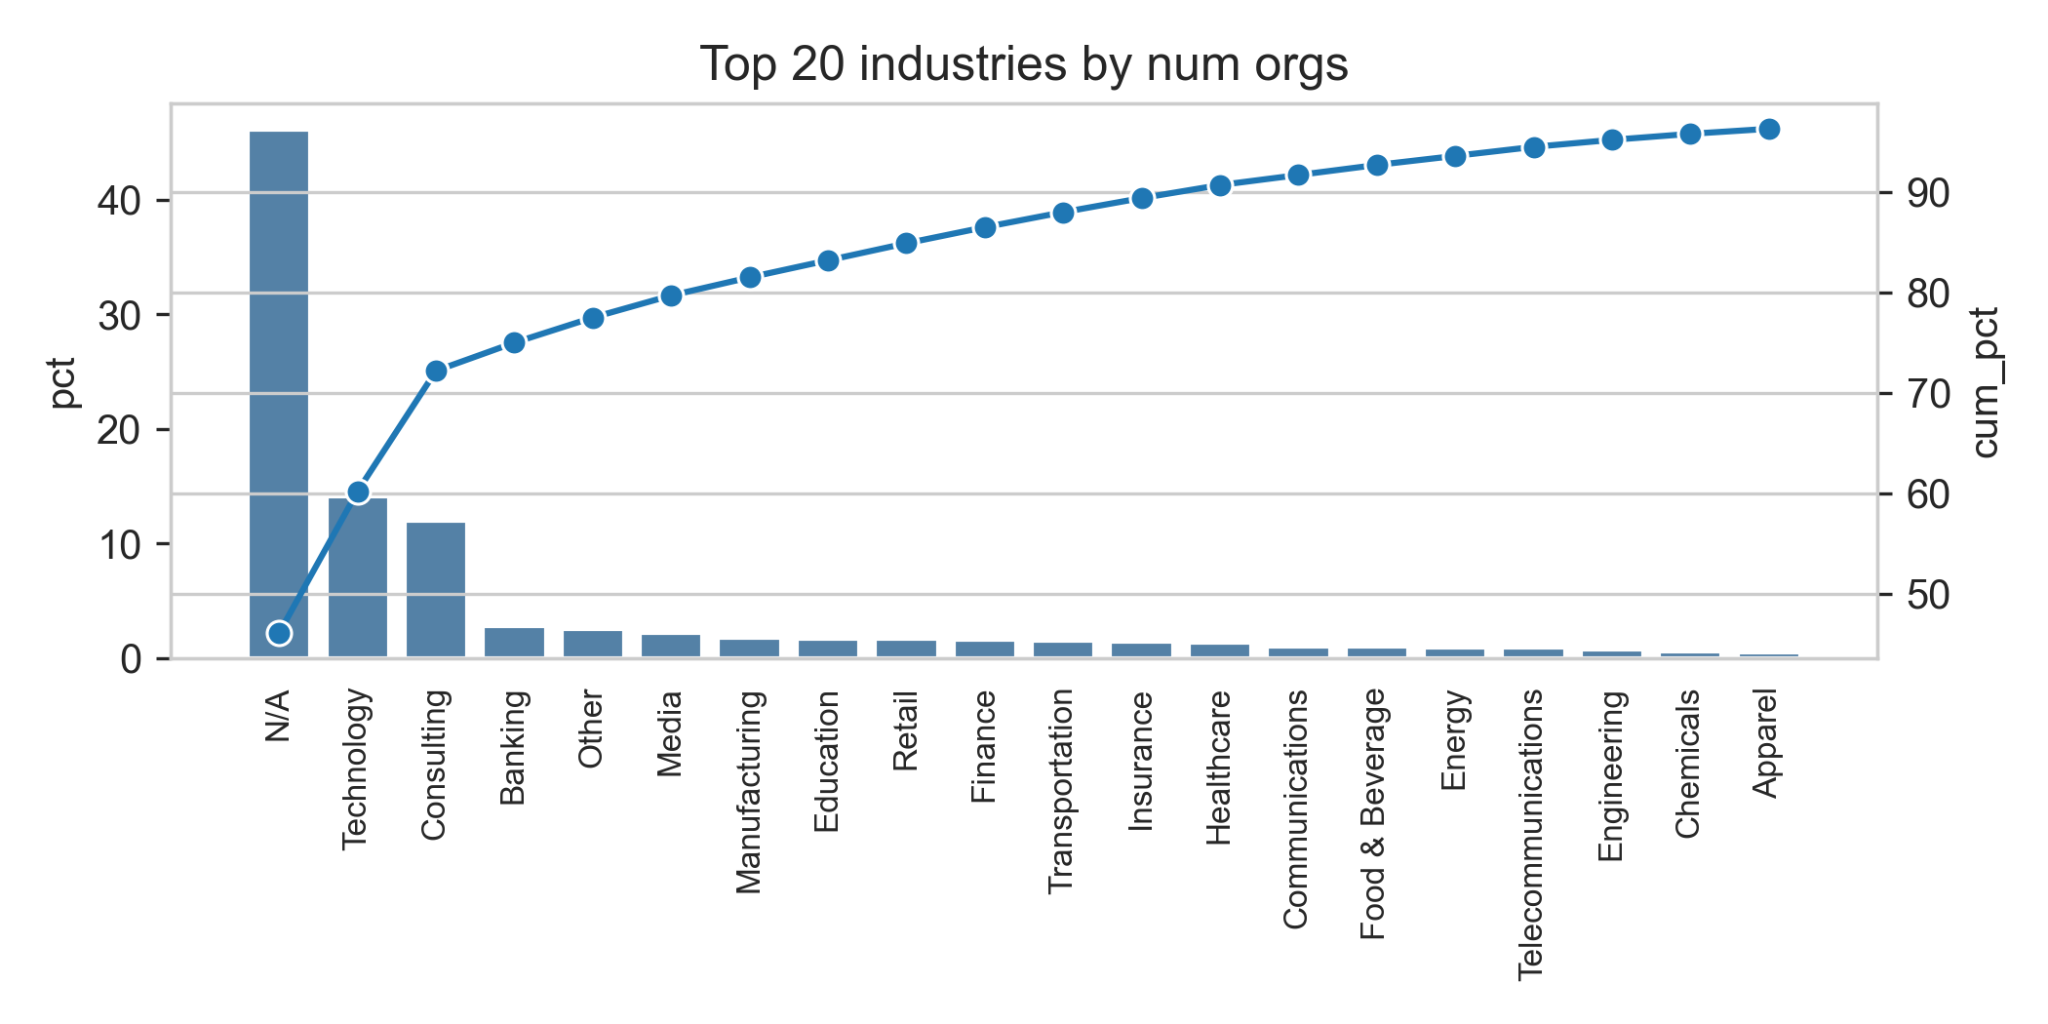 Top 20 industries by num orgs
pct
40
30
20
10
0
90
80
70
60
50
cum_pct
N/A
Technology
Consulting
Banking
Other
Media
Manufacturing
Education
Retail
Finance
Transportation
Insurance
Healthcare
Communications
Food & Beverage
Energy
Telecommunications
Engineering
Chemicals
Apparel